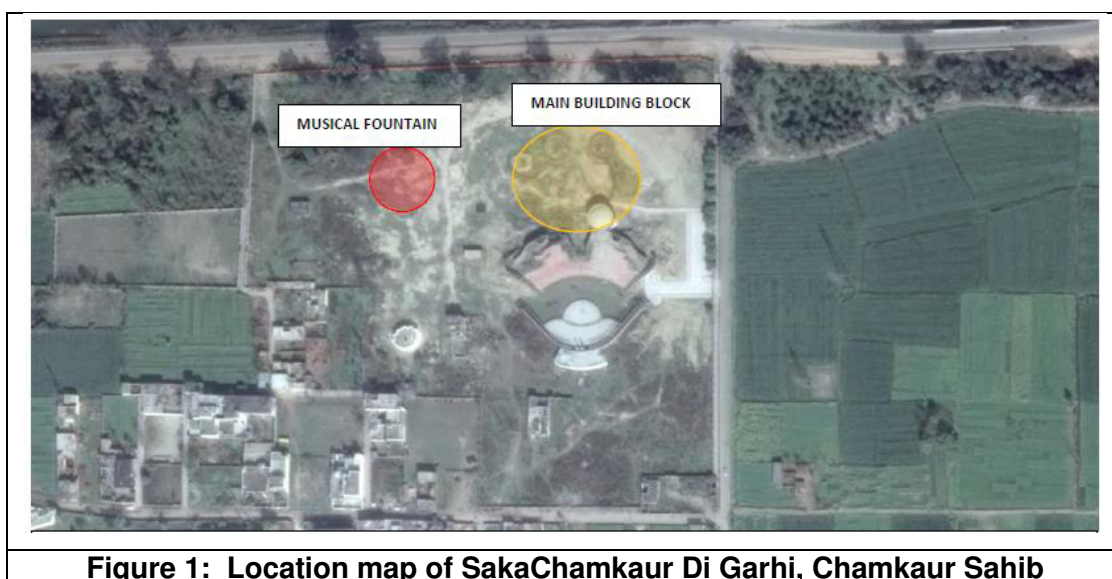 MAIN BUILDING BLOCK
MUSICAL FOUNTAIN
Figure 1:  Location map of SakaChamkaur Di Garhi, Chamkaur Sahib